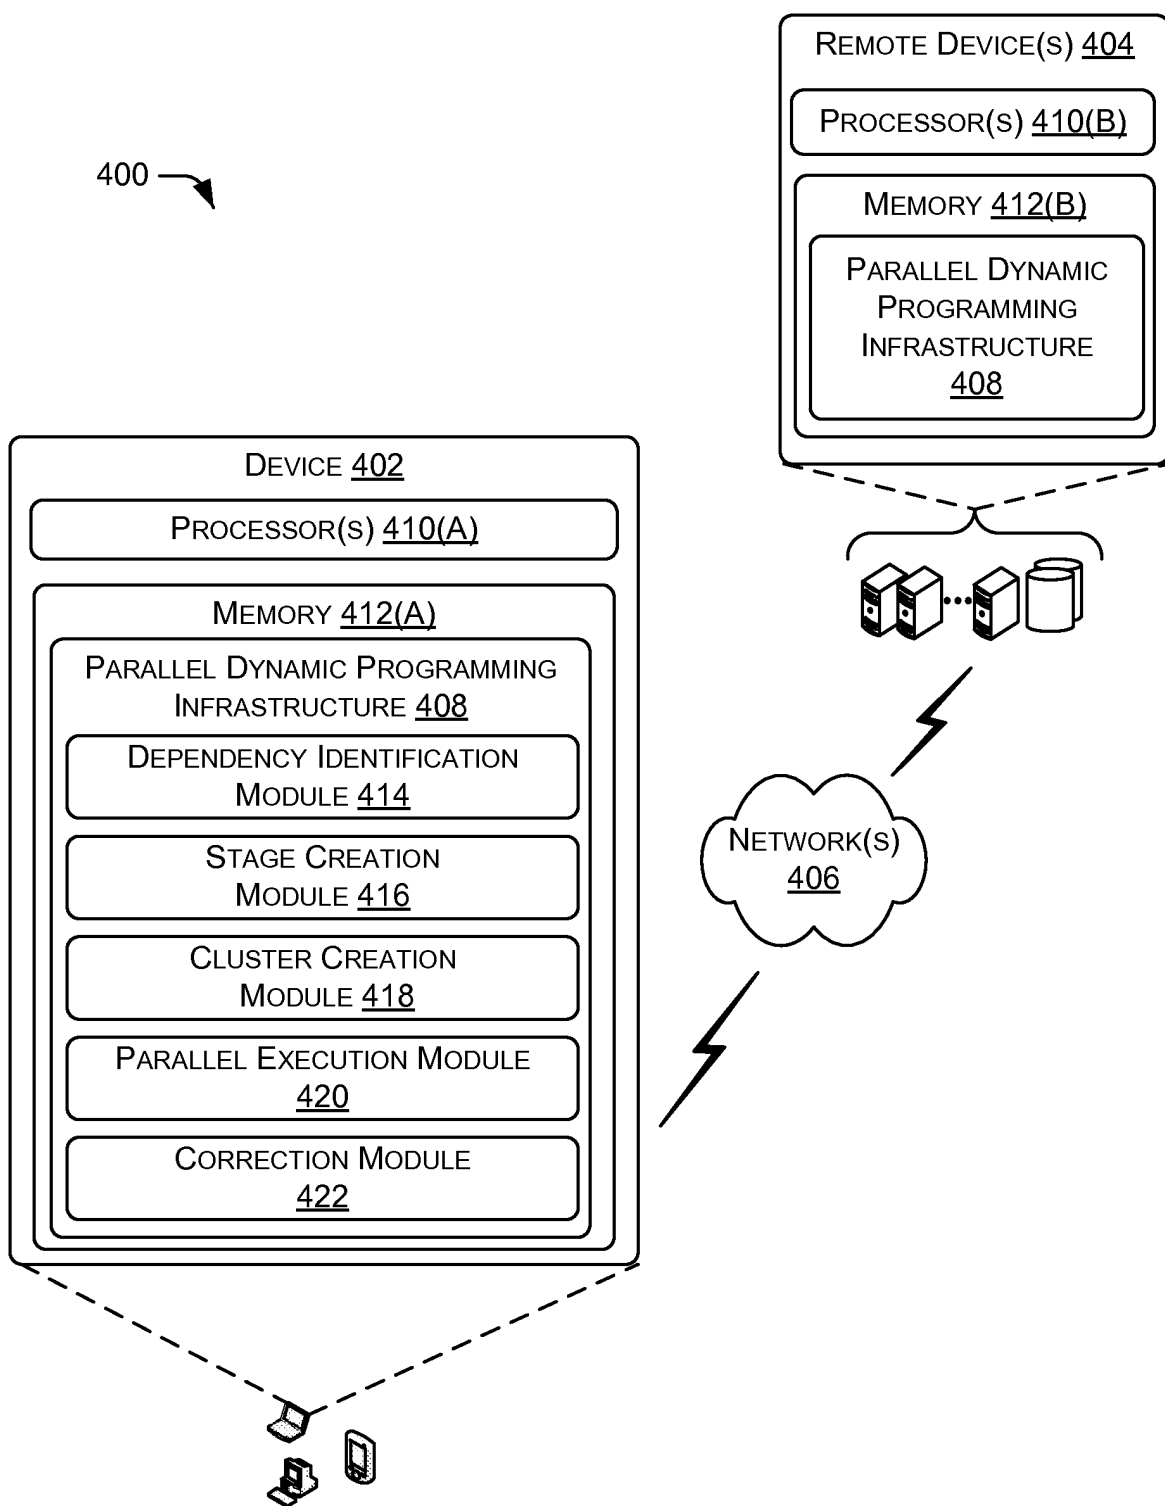 400
REMOTE DEVICE(S) 404
PROCESSOR(S) 410(B)
MEMORY 412(B)
PARALLEL DYNAMIC
PROGRAMMING
INFRASTRUCTURE
408
DEVICE 402
PROCESSOR(S) 410(A)
MEMORY 412(A)
PARALLEL DYNAMIC PROGRAMMING
INFRASTRUCTURE 408
DEPENDENCY IDENTIFICATION
MODULE 414
STAGE CREATION
MODULE 416
CLUSTER CREATION
MODULE 418
PARALLEL EXECUTION MODULE
420
CORRECTION MODULE
422
NETWORK(S)
406